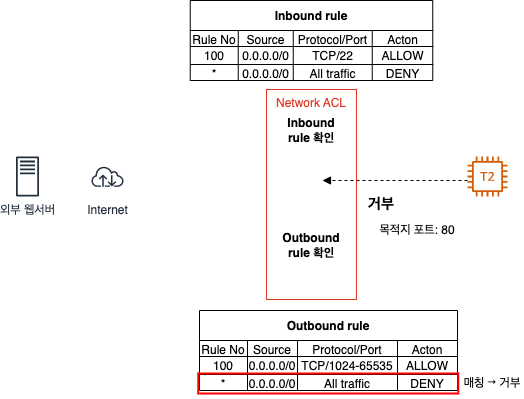 Inbound rule
Rule No Source Protocol/Port Acton
100 0.0.0.0/0 TCP/22 ALLOW
* 0.0.0.0/0 All traffic DENY
Network ACL
Inbound
rule 확인
T2
외부 웹서버
Internet
거부
목적지 포트: 80
Outbound
rule 확인
Outbound rule
Rule No Source Protocol/Port Acton
100 0.0.0.0/0 TCP/1024-65535 ALLOW
* 0.0.0.0/0 All traffic DENY
매칭 → 거부